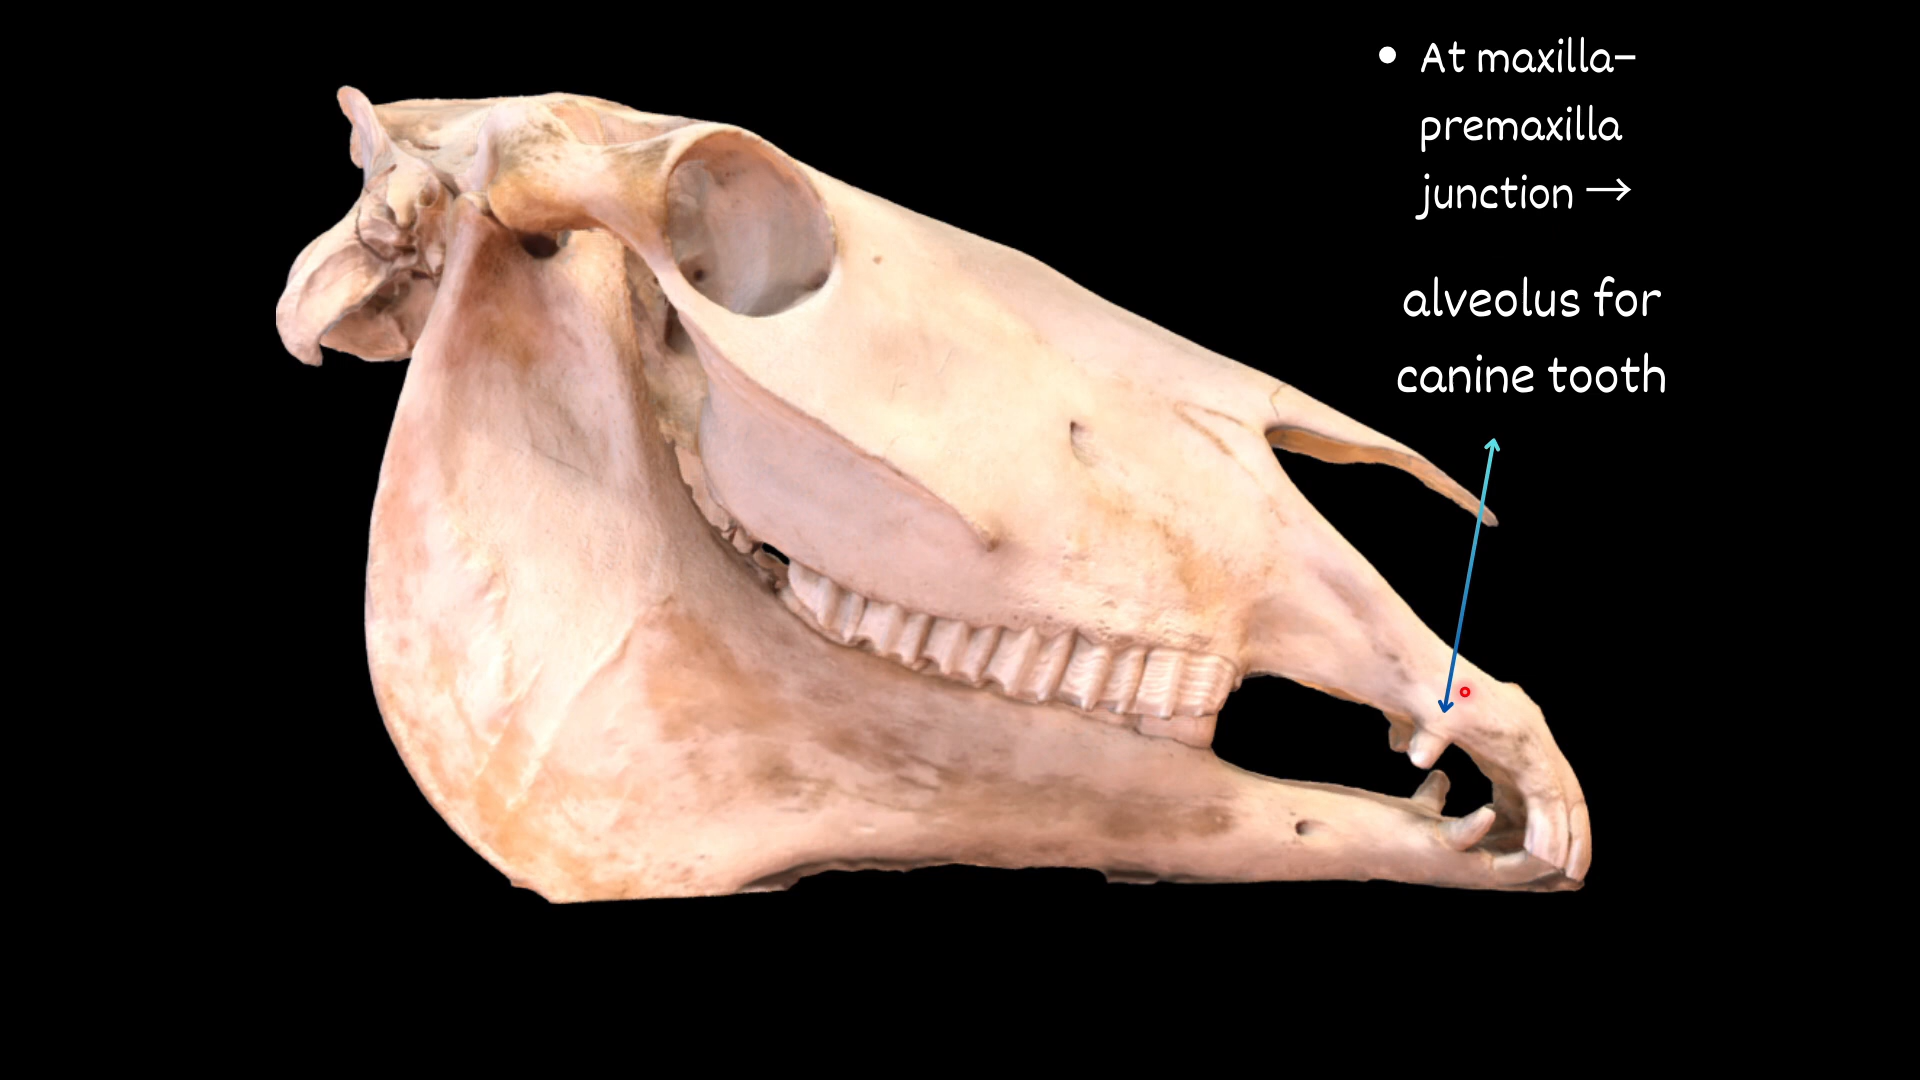 • At maxilla–
premaxilla
junction →
alveolus for
canine tooth